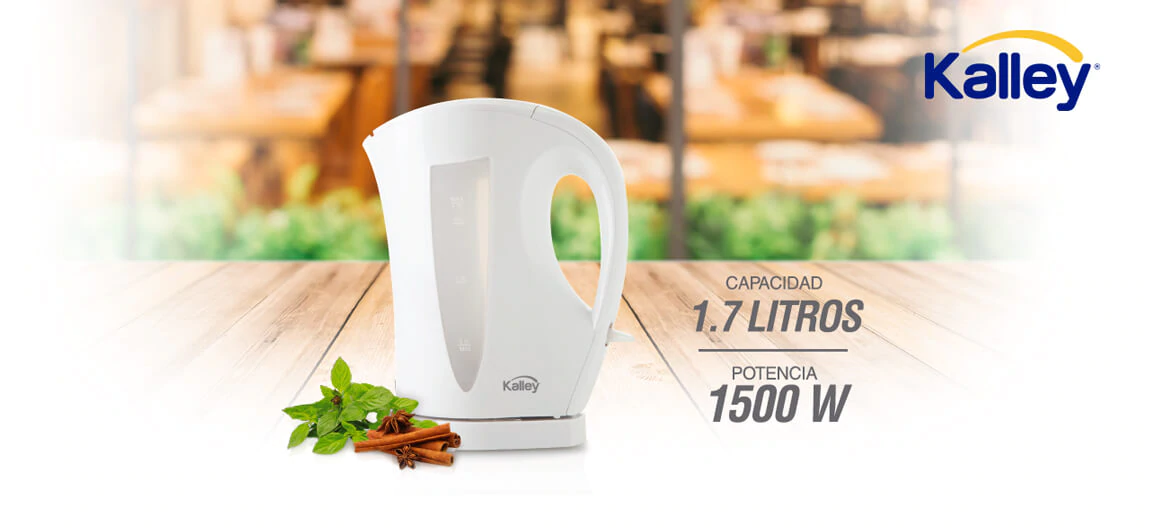 Kalley
CAPACIDAD
1.7 LITROS
POTENCIA
1500 W
Kalley